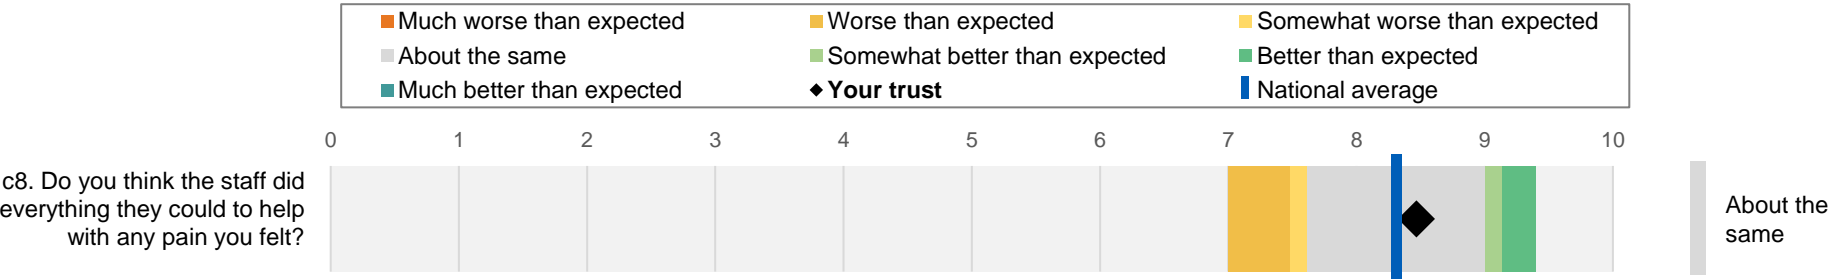 Much worse than expected
Worse than expected
Somewhat worse than expected
About the same
Somewhat better than expected
Better than expected
Much better than expected
Your trust
National average
0 1 2 3 4 5 6 7 8 9 10
c8. Do you think the staff did
everything they could to help
with any pain you felt?
About the
same